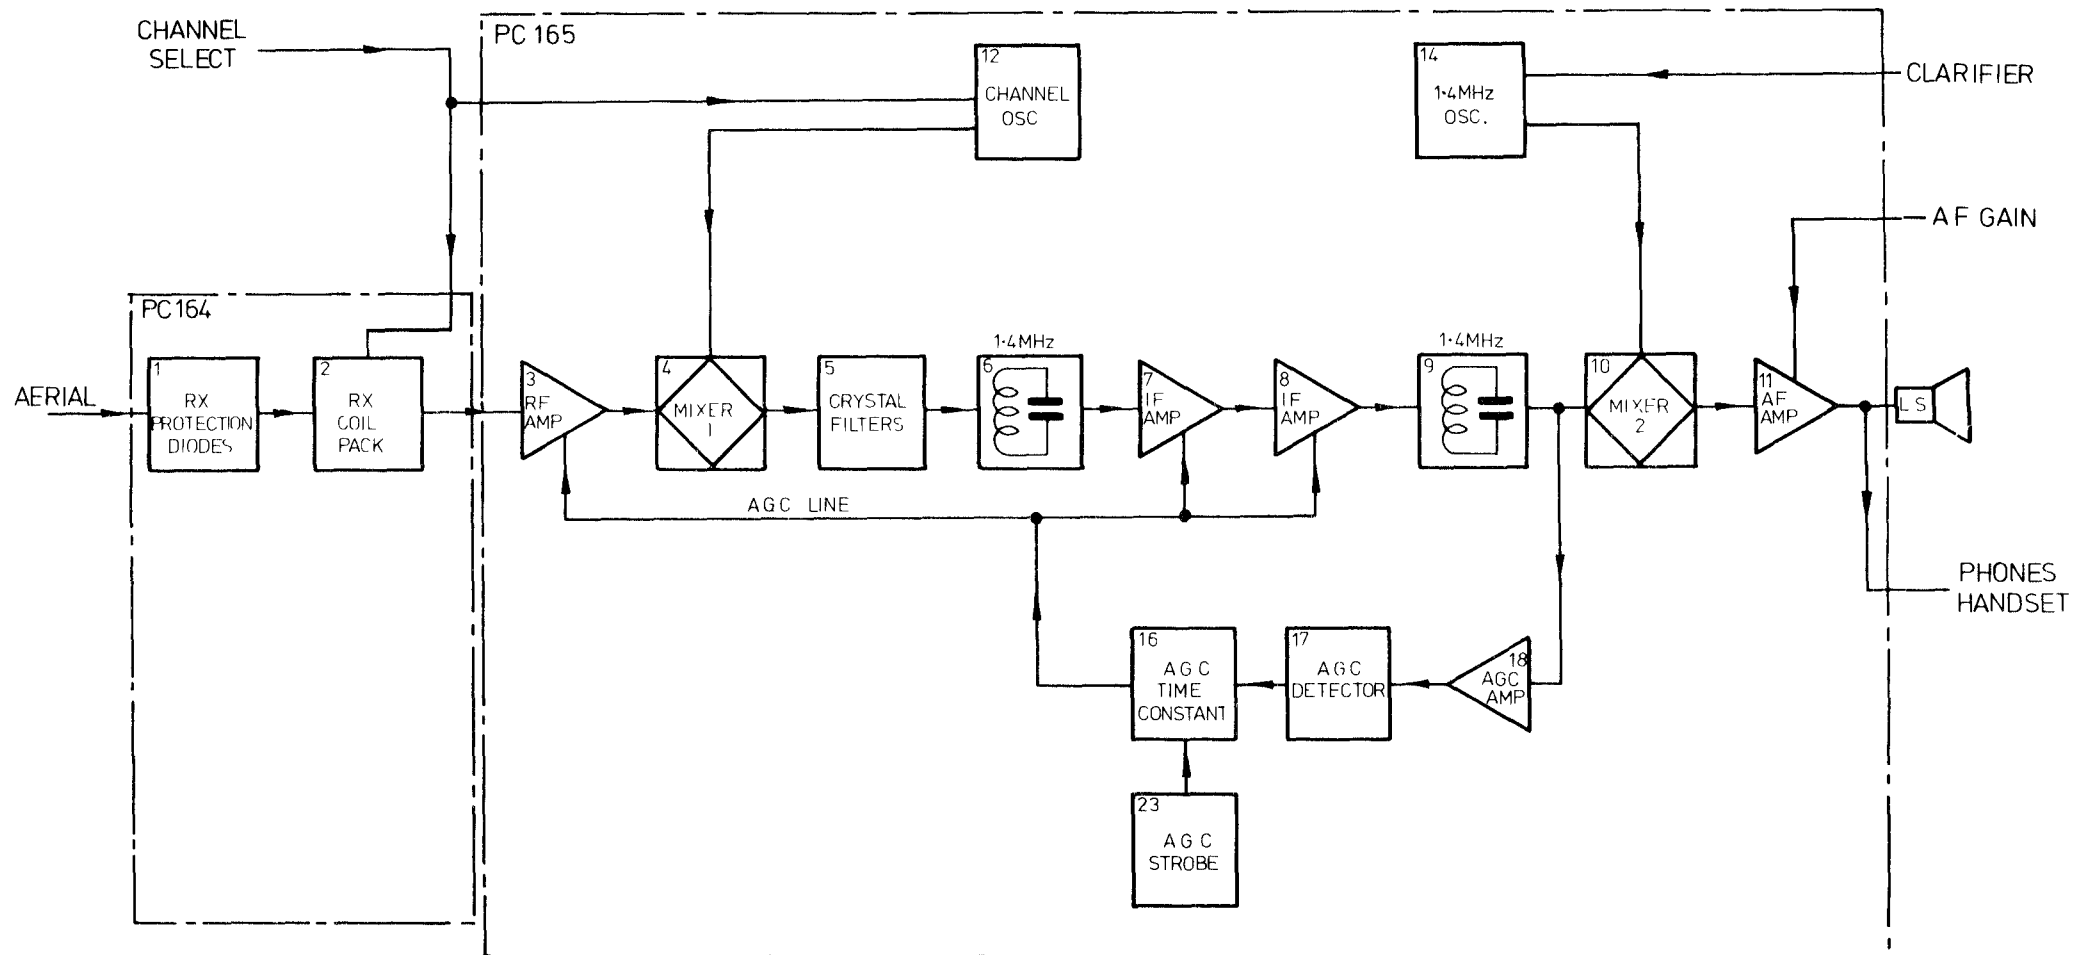 CHANNEL
SELECT
PC 165
12
CHANNEL
OSC
14
1·4MHz
OSC.
CLARIFIER
AF GAIN
PC164
AERIAL
1
RX
PROTECTION
DIODES
2
RX
COIL
PACK
3
RF
AMP
4
MIXER
1
5
CRYSTAL
FILTERS
1·4MHz
6
7
IF
AMP
8
IF
AMP
1·4MHz
9
10
MIXER
2
11
AF
AMP
LS
AGC LINE
PHONES
HANDSET
16
AGC
TIME
CONSTANT
17
AGC
DETECTOR
18
AGC
AMP
23
AGC
STROBE